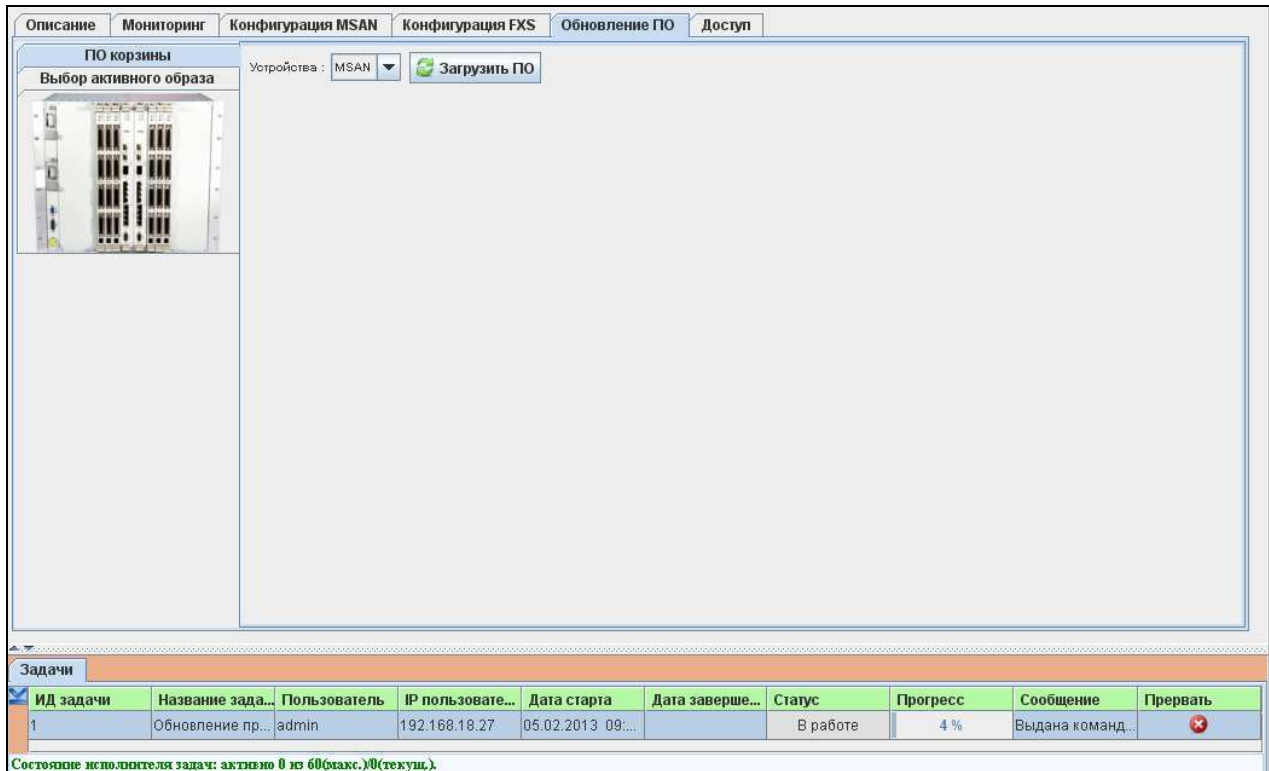 Описание Мониторинг Конфигурация MSAN Конфигурация FXS Обновление ПО Доступ
ПО корзины
Выбор активного образа
Устройства : MSAN Загрузить ПО
Задачи
ИД задачи Название зада... Пользователь IP пользовате... Дата старта Дата заверше... Статус Прогресс Сообщение Прервать
1 Обновление пр... admin 192.168.18.27 05.02.2013 09:... В работе 4 % Выдана команд...
Состояние исполнителя задач: активно 0 из 60(макс.)/0(текущ.).